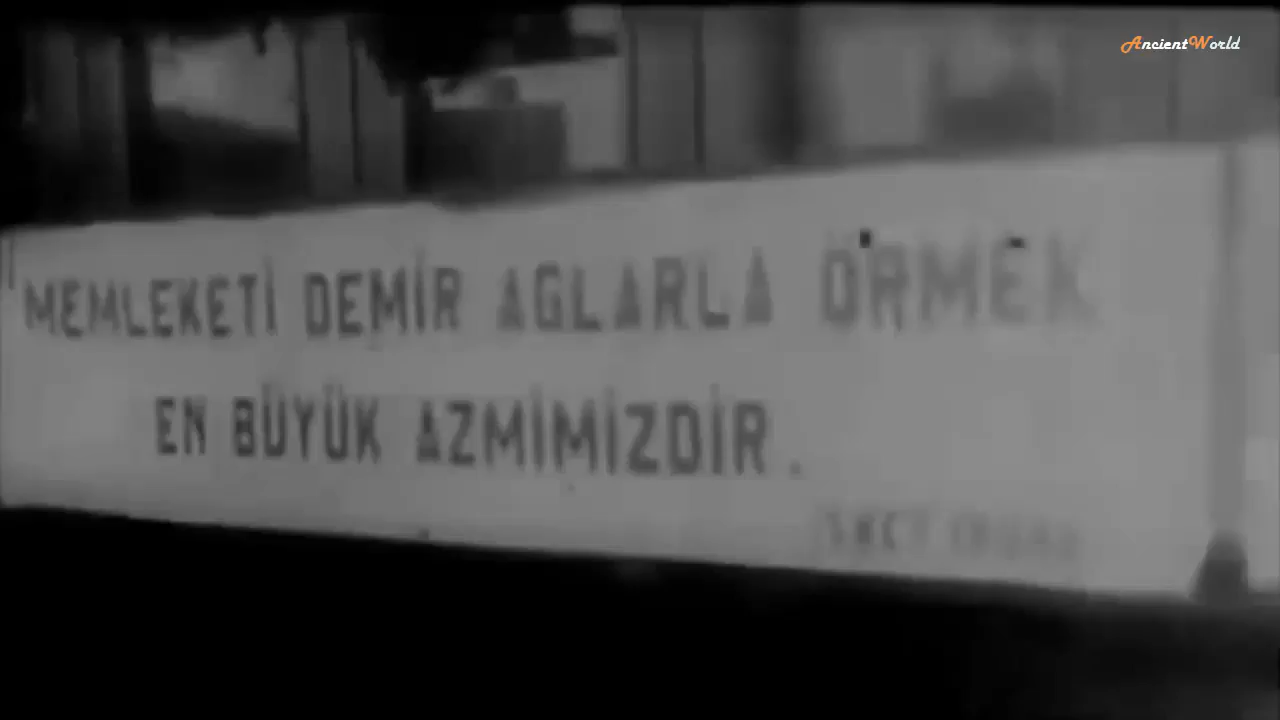 AncientWorld
MEMLEKETİ DEMİR AGLARLA ÖRMEK
EN BÜYÜK AZMİMİZDİR.